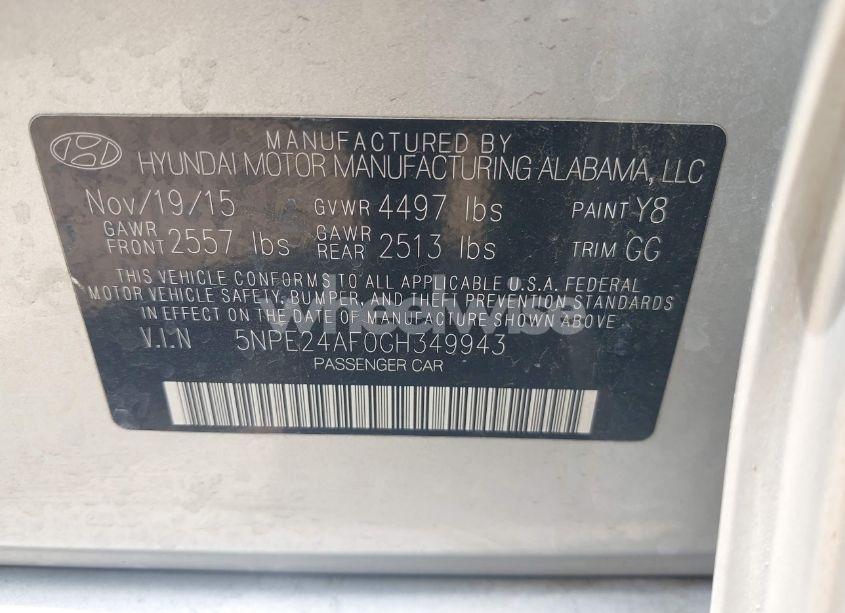 MANUFACTURED BY
HYUNDAI MOTOR MANUFACTURING ALABAMA, LLC
Nov/19/15 GVWR 4497 lbs PAINT Y8
GAWR FRONT 2557 lbs GAWR REAR 2513 lbs TRIM GG
THIS VEHICLE CONFORMS TO ALL APPLICABLE U.S.A. FEDERAL
MOTOR VEHICLE SAFETY, BUMPER, AND THEFT PREVENTION STANDARDS
IN EFFECT ON THE DATE OF MANUFACTURE SHOWN ABOVE.
wheelwise
V.I.N 5NPE24AF0GH349943
PASSENGER CAR